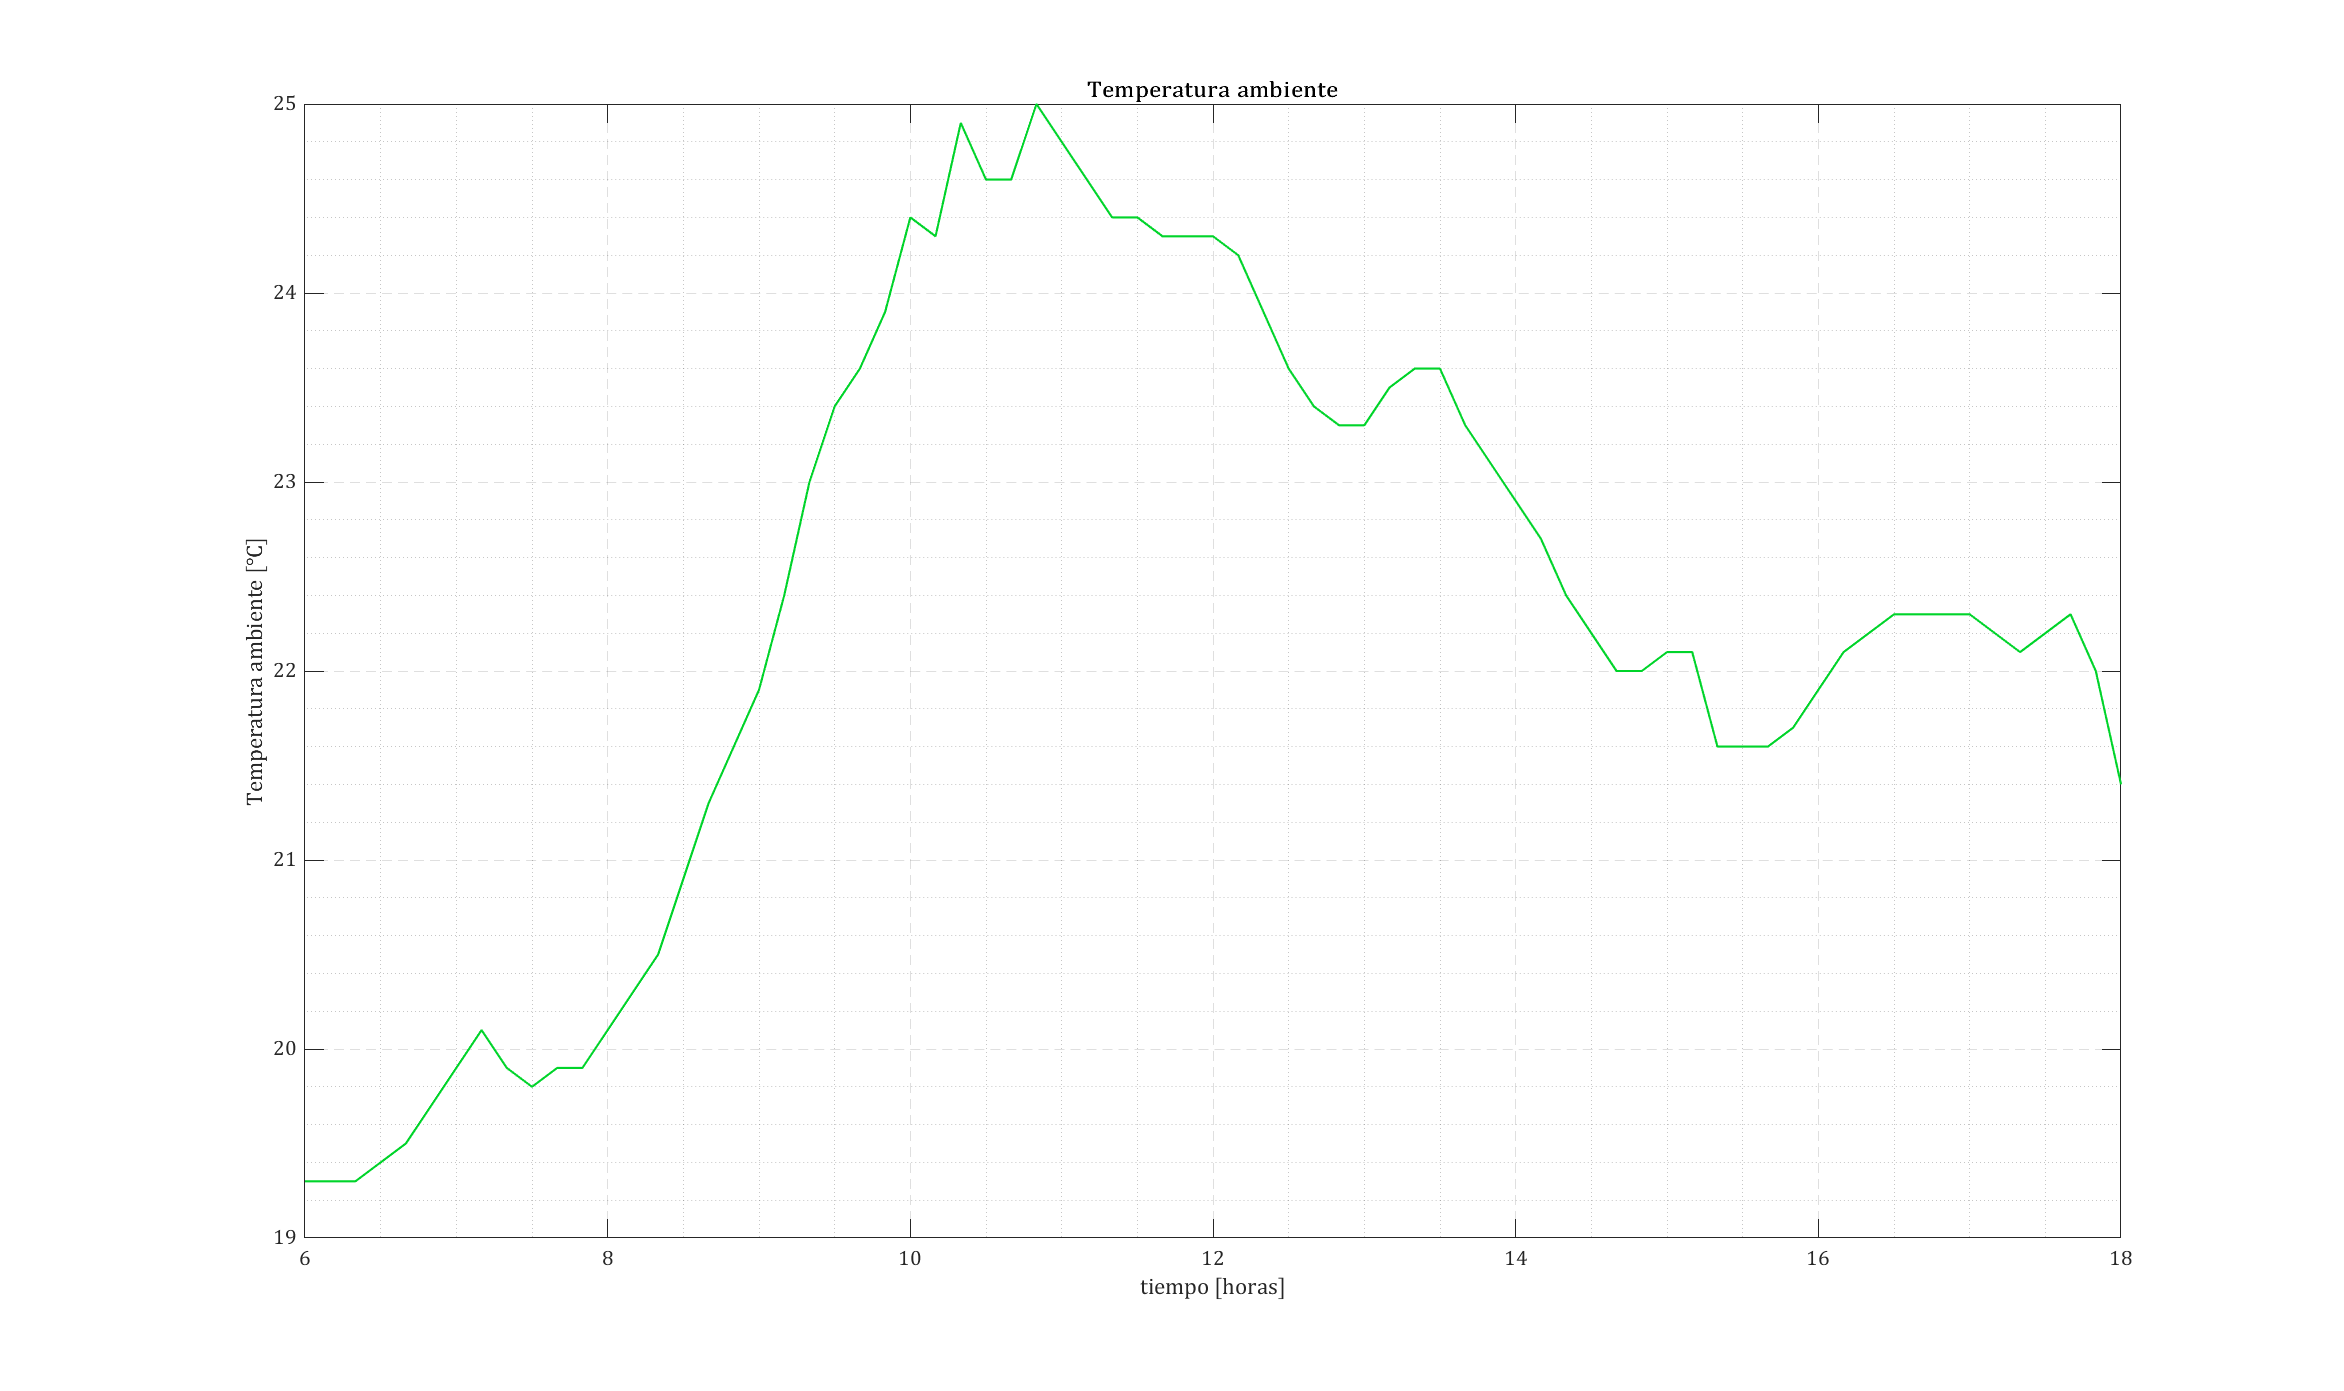 Temperatura ambiente
25
24
23
22
21
20
19
Temperatura ambiente [°C]
6 8 10 12 14 16 18
tiempo [horas]